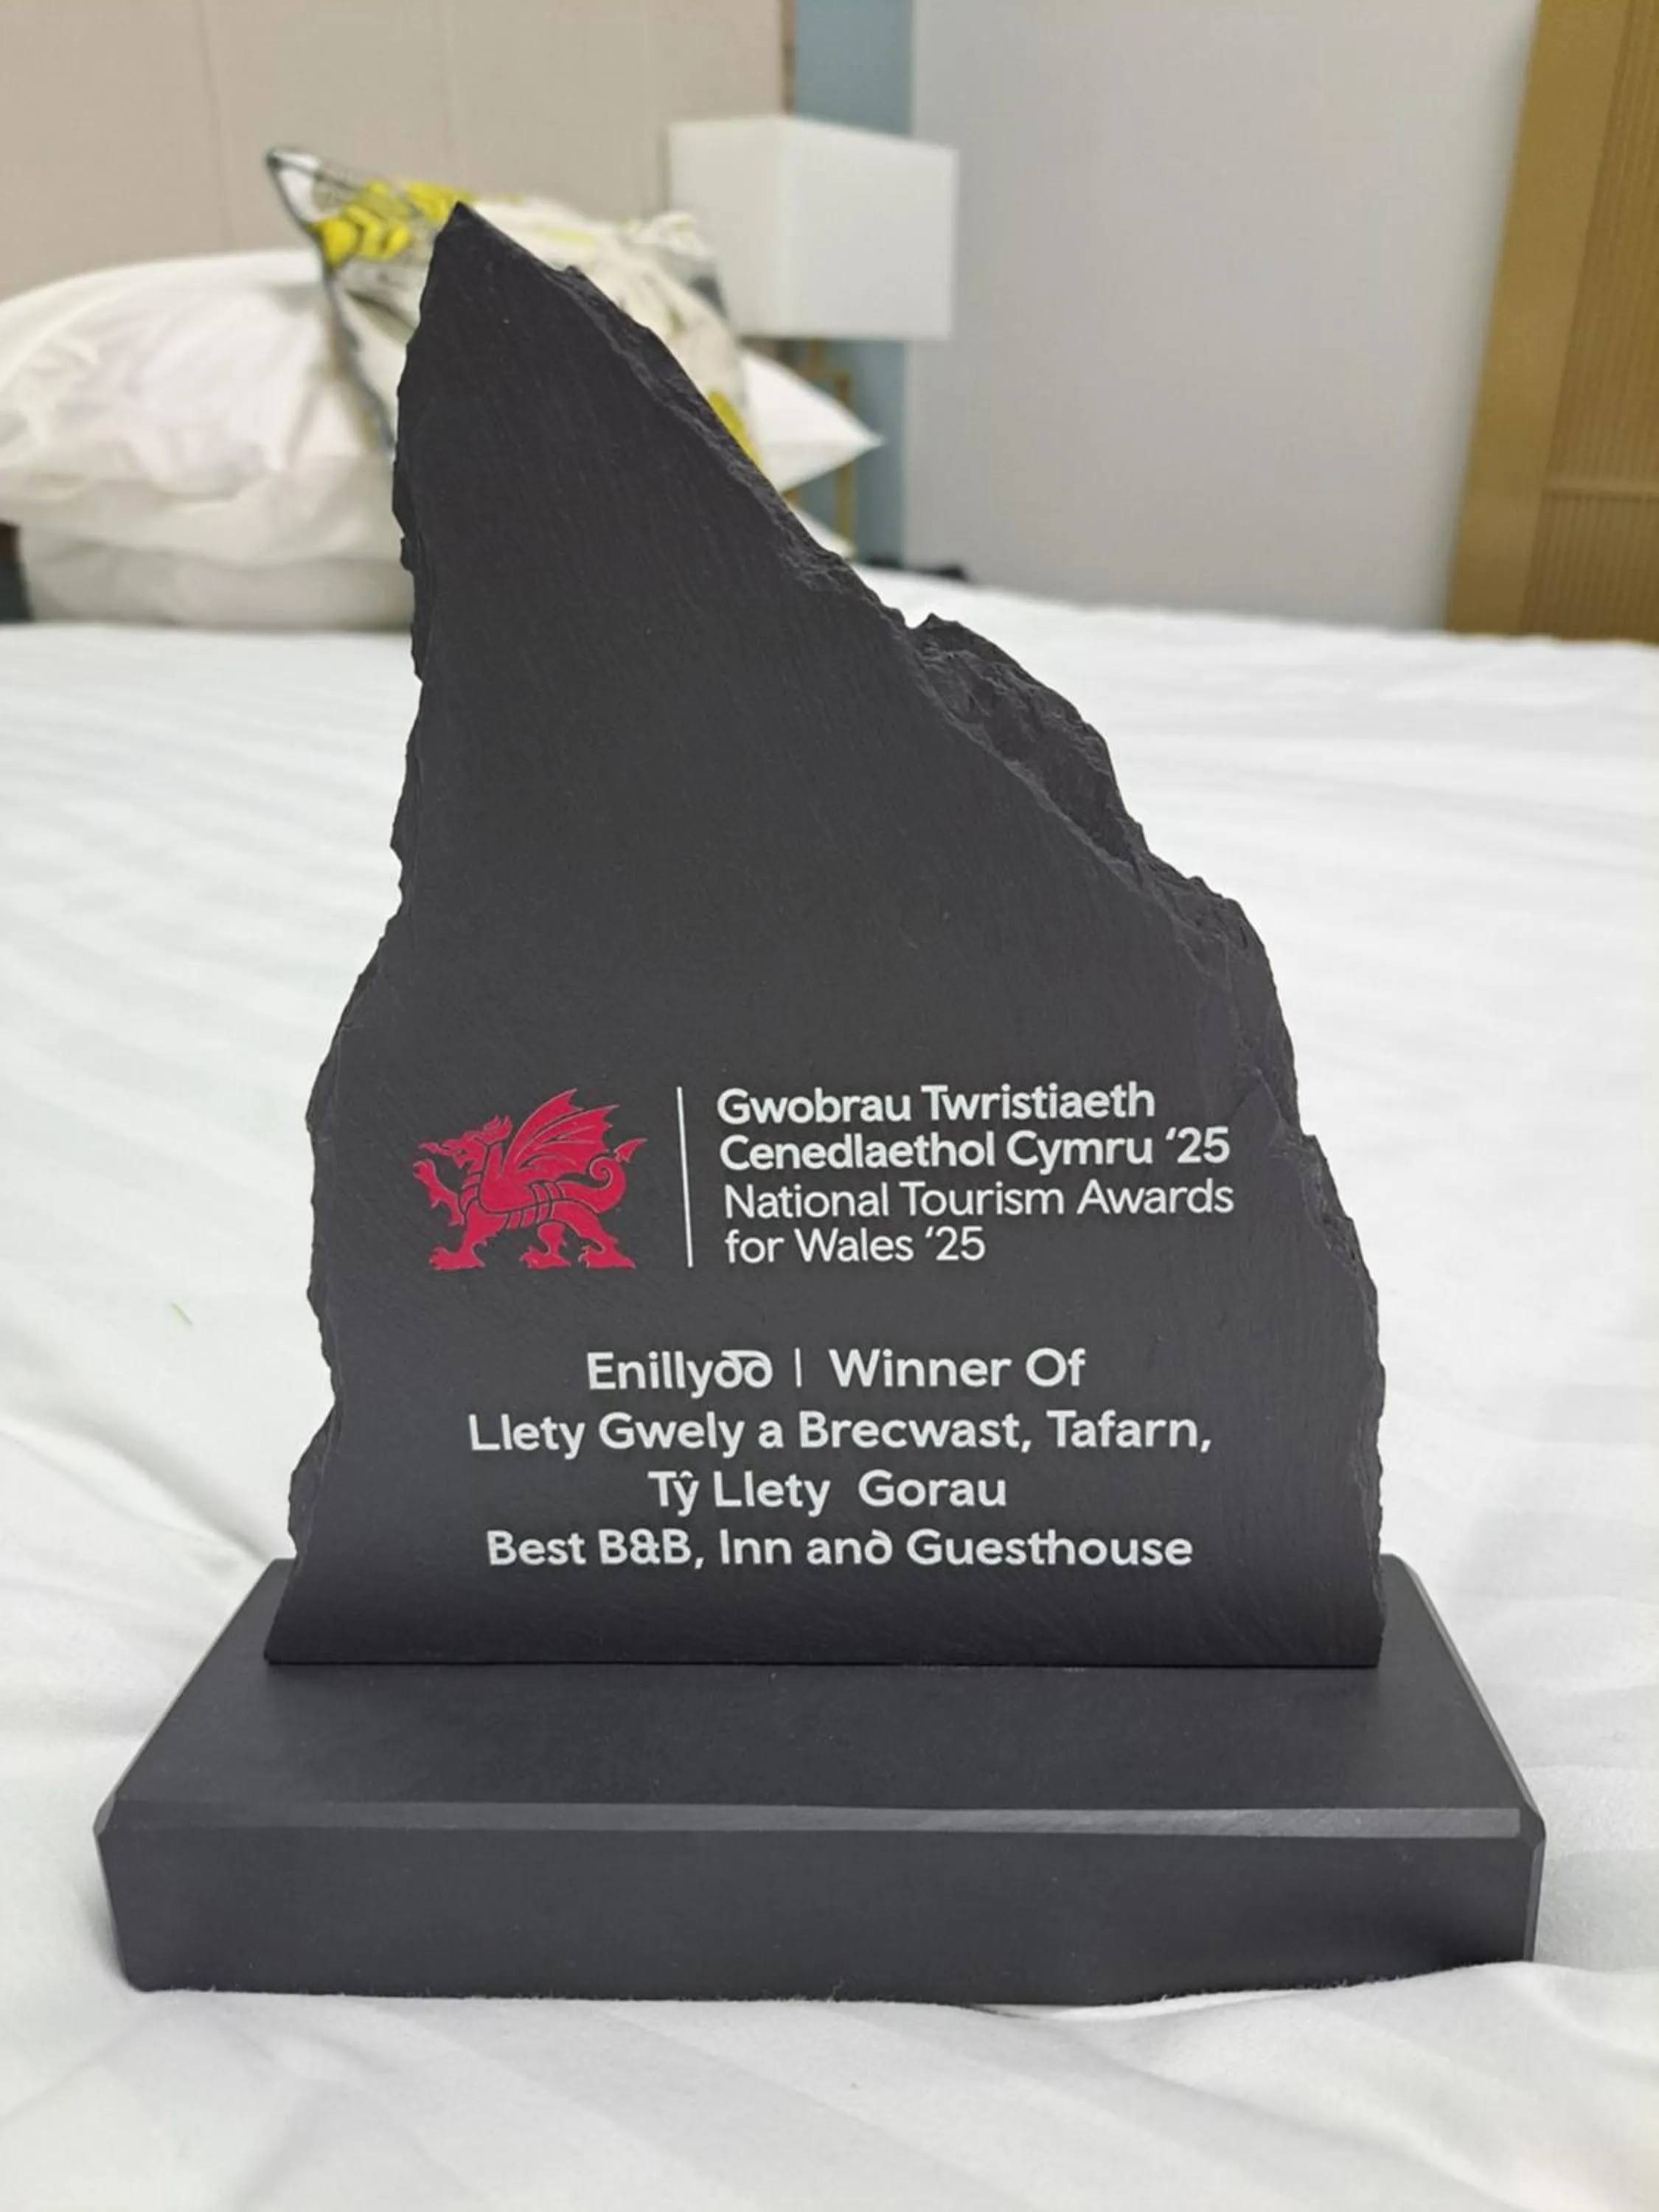 Gwobrau Twristiaeth
Cenedlaethol Cymru ‘25
National Tourism Awards
for Wales ‘25
Enillydd | Winner Of
Llety Gwely a Brecwast, Tafarn,
Tŷ Llety Gorau
Best B&B, Inn and Guesthouse